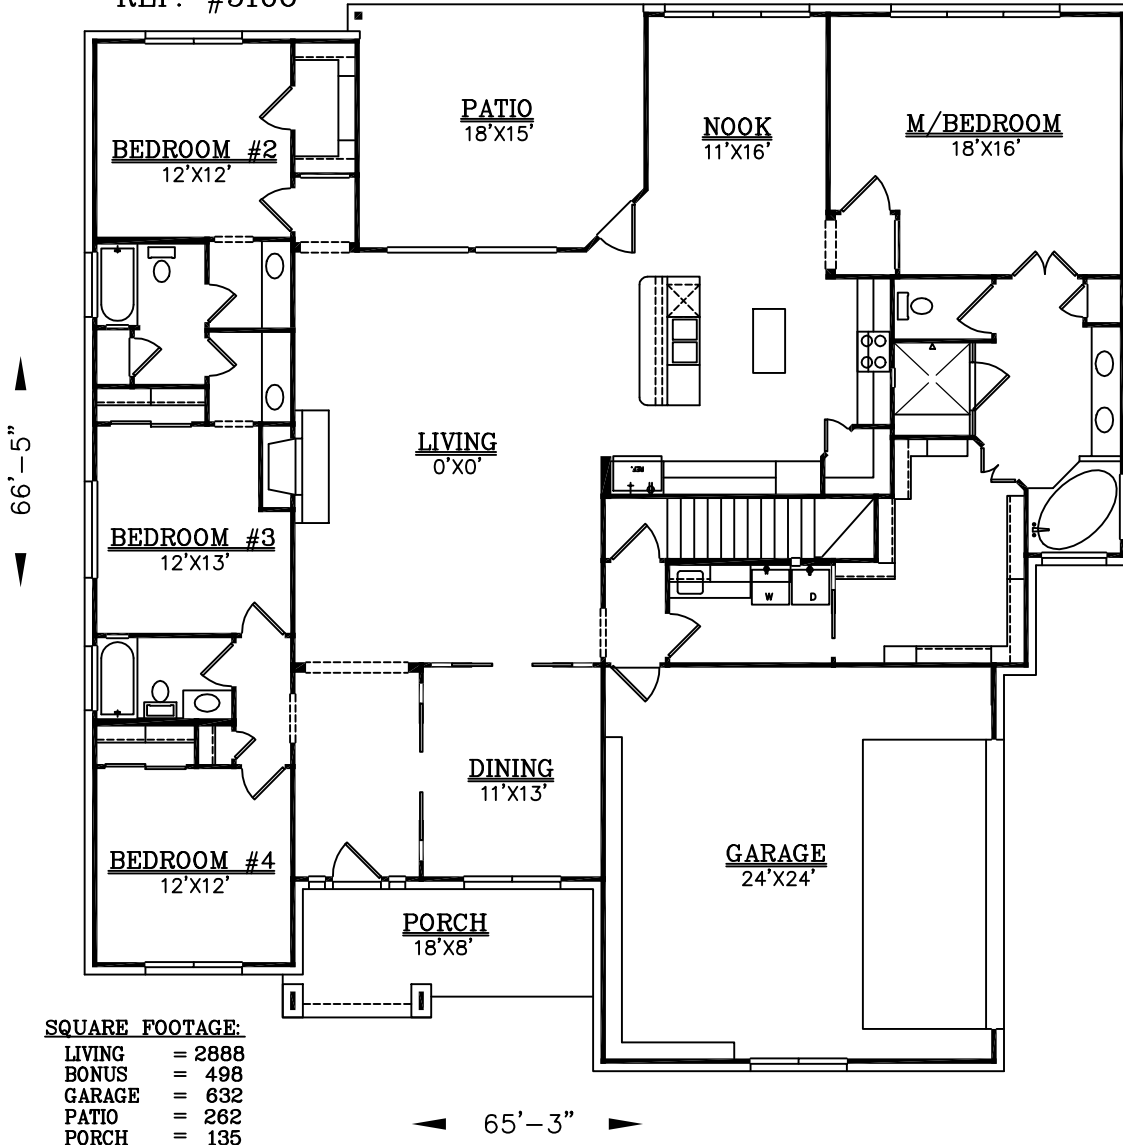 REF. #3100
PATIO
18'X15'
NOOK
11'X16'
M/BEDROOM
18'X16'
BEDROOM #2
12'X12'
LIVING
0'X0'
66'-5"
REF.
BEDROOM #3
12'X13'
W
D
DINING
11'X13'
BEDROOM #4
12'X12'
GARAGE
24'X24'
PORCH
18'X8'
SQUARE FOOTAGE:
LIVING = 2888
BONUS = 498
GARAGE = 632
PATIO = 262
PORCH = 135
65'-3"